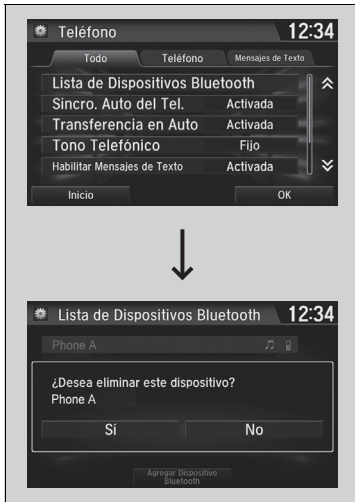 Teléfono 12:34
Todo Teléfono Mensajes de Texto
Lista de Dispositivos Bluetooth
Sincro. Auto del Tel. Activada
Transferencia en Auto Activada
Tono Telefónico Fijo
Habilitar Mensajes de Texto Activada
Inicio OK
Lista de Dispositivos Bluetooth 12:34
Phone A
¿Desea eliminar este dispositivo?
Phone A
Sí No
Agregar Dispositivo
Bluetooth